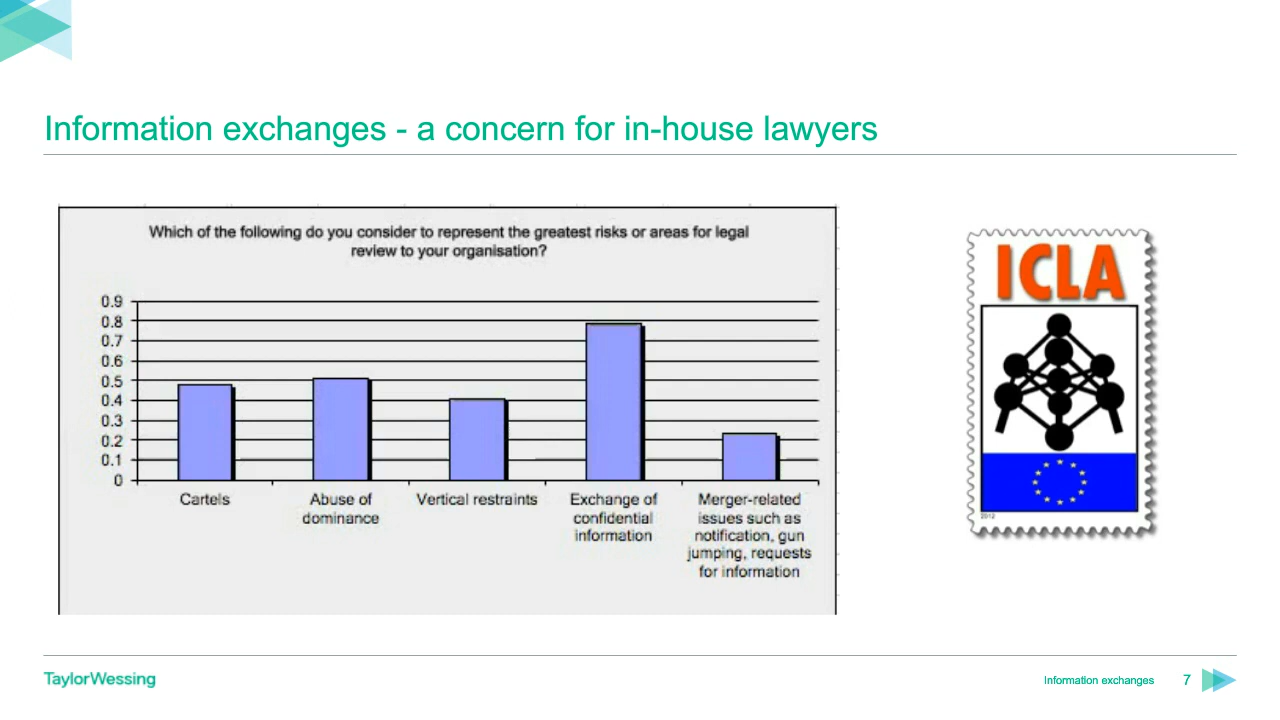 Information exchanges - a concern for in-house lawyers
Which of the following do you consider to represent the greatest risks or areas for legal
review to your organisation?
0.9
0.8
0.7
0.6
0.5
0.4
0.3
0.2
0.1
0
Cartels
Abuse of
dominance
Vertical restraints
Exchange of
confidential
information
Merger-related
issues such as
notification, gun
jumping, requests
for information
ICLA
2012
TaylorWessing
Information exchanges
7